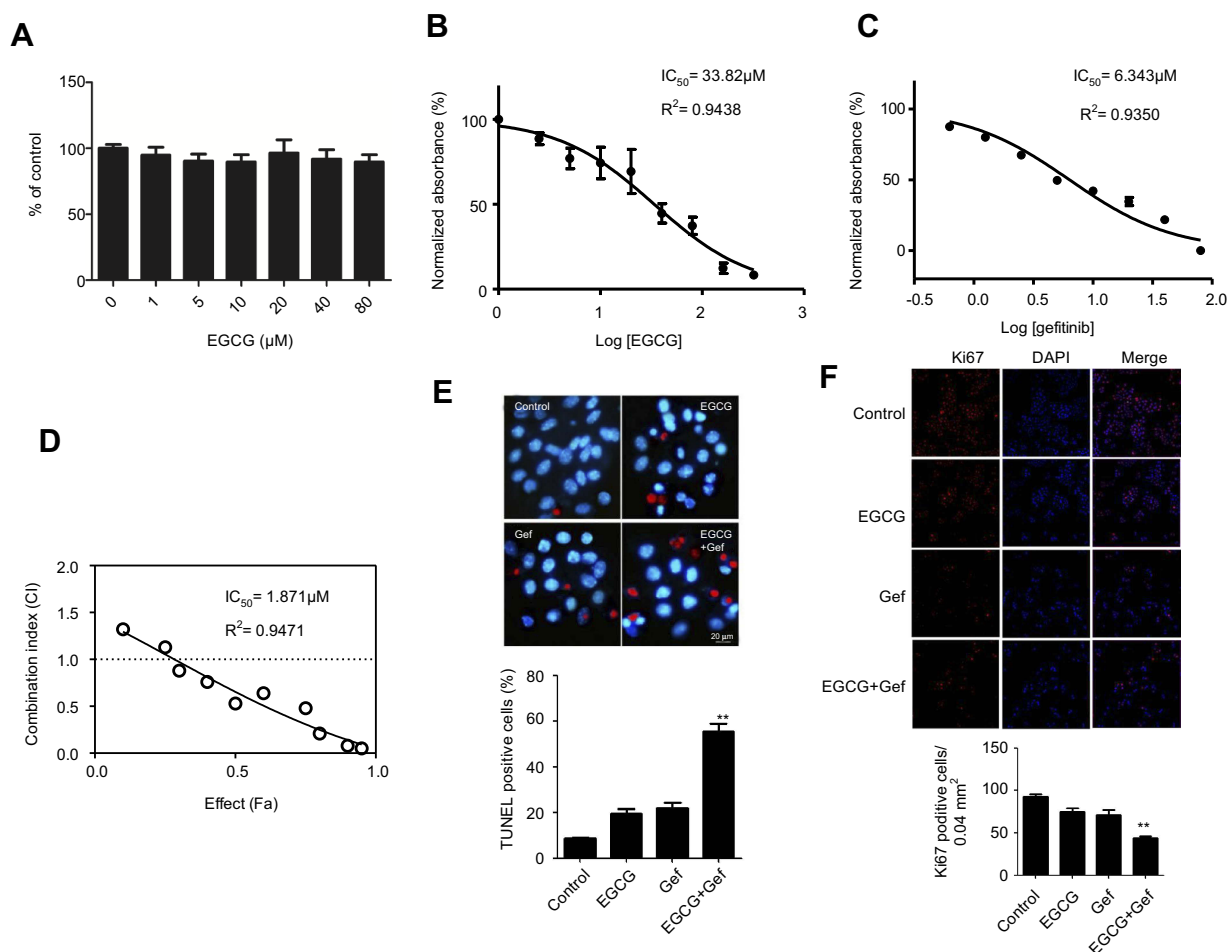 A
150
100
50
0
% of control
0 1 5 10 20 40 80
EGCG (µM)
B
IC50= 33.82µM
R2= 0.9438
100
50
0
Normalized absorbance (%)
0 1 2 3
Log [EGCG]
C
IC50= 6.343µM
R2= 0.9350
100
50
0
Normalized absorbance (%)
-0.5 0.0 0.5 1.0 1.5 2.0
Log [gefitinib]
D
IC50= 1.871µM
R2= 0.9471
2.0
1.5
1.0
0.5
0.0
Combination index (CI)
0.0 0.5 1.0
Effect (Fa)
E
Control
EGCG
Gef
EGCG
+Gef
20 µm
80
60
40
20
0
TUNEL positive cells (%)
**
Control EGCG Gef EGCG+Gef
F
Ki67 DAPI Merge
Control
EGCG
Gef
EGCG+Gef
150
100
50
0
Ki67 poditive cells/
0.04 mm2
**
Control EGCG Gef EGCG+Gef